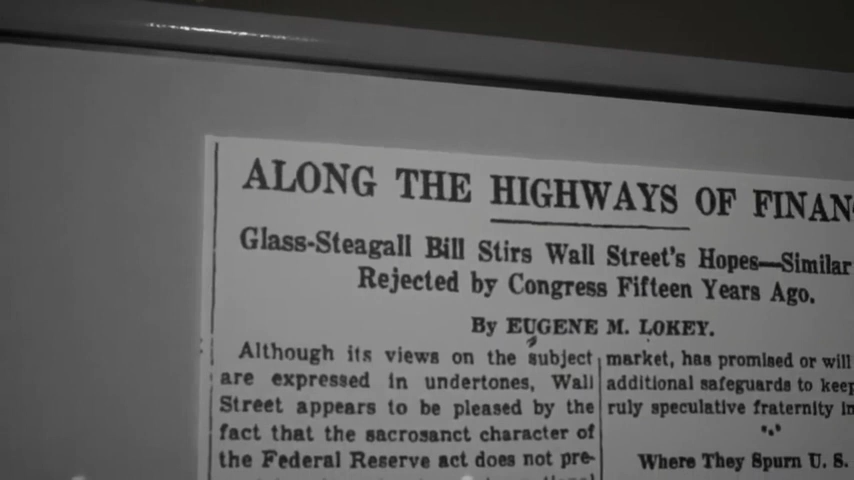 ALONG THE HIGHWAYS OF FINAN
Glass-Steagall Bill Stirs Wall Street's Hopes—Similar
Rejected by Congress Fifteen Years Ago.
By EUGENE M. LOKEY.
Although its views on the subject
are expressed in undertones, Wall
Street appears to be pleased by the
fact that the sacrosanct character of
the Federal Reserve act does not pre-
market, has promised or will
additional safeguards to keep
ruly speculative fraternity in
Where They Spurn U. S.